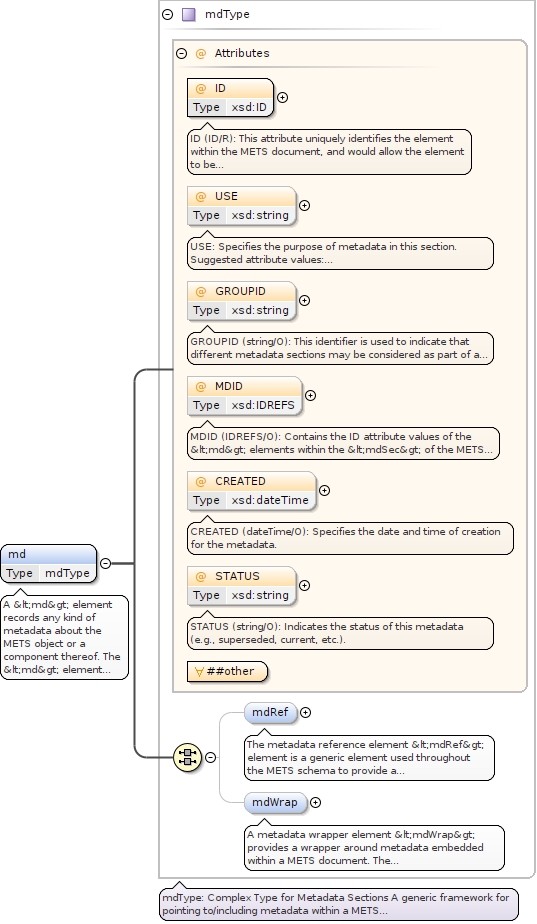 mdType
@ Attributes
@ ID
Type xsd:ID
ID (ID/R): This attribute uniquely identifies the element
within the METS document, and would allow the element
to be...
@ USE
Type xsd:string
USE: Specifies the purpose of metadata in this section.
Suggested attribute values:...
@ GROUPID
Type xsd:string
GROUPID (string/O): This identifier is used to indicate that
different metadata sections may be considered as part of a...
@ MDID
Type xsd:IDREFS
MDID (IDREFS/O): Contains the ID attribute values of the
&lt;md&gt; elements within the &lt;mdSec&gt; of the METS...
@ CREATED
Type xsd:dateTime
CREATED (dateTime/O): Specifies the date and time of creation
for the metadata.
@ STATUS
Type xsd:string
STATUS (string/O): Indicates the status of this metadata
(e.g., superseded, current, etc.).
##other
md
Type mdType
A &lt;md&gt; element
records any kind of
metadata about the
METS object or a
component thereof. The
&lt;md&gt; element...
mdRef
The metadata reference element &lt;mdRef&gt;
element is a generic element used throughout
the METS schema to provide a...
mdWrap
A metadata wrapper element &lt;mdWrap&gt;
provides a wrapper around metadata embedded
within a METS document. The...
mdType: Complex Type for Metadata Sections A generic framework for
pointing to/including metadata within a METS...